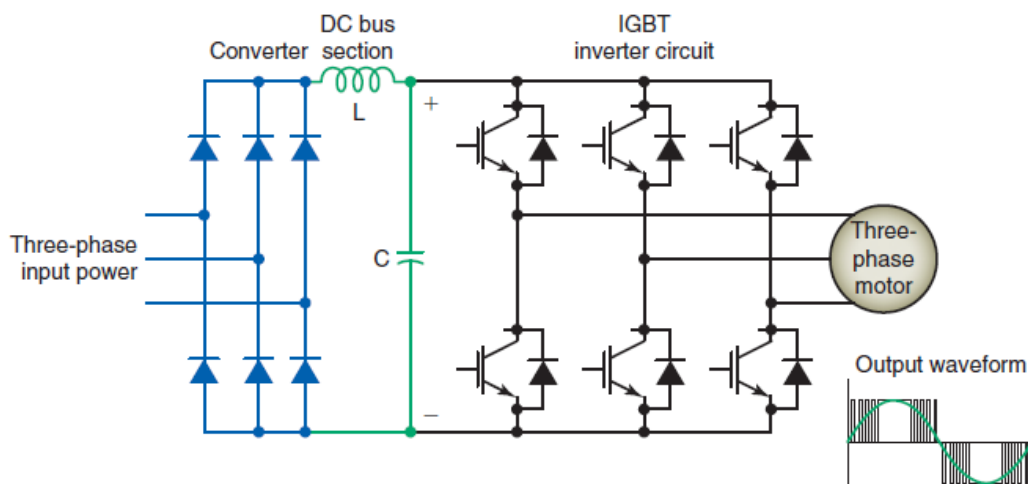 DC bus
section
Converter
IGBT
inverter circuit
L
+
Three-phase
input power
C
Three-
phase
motor
−
Output waveform